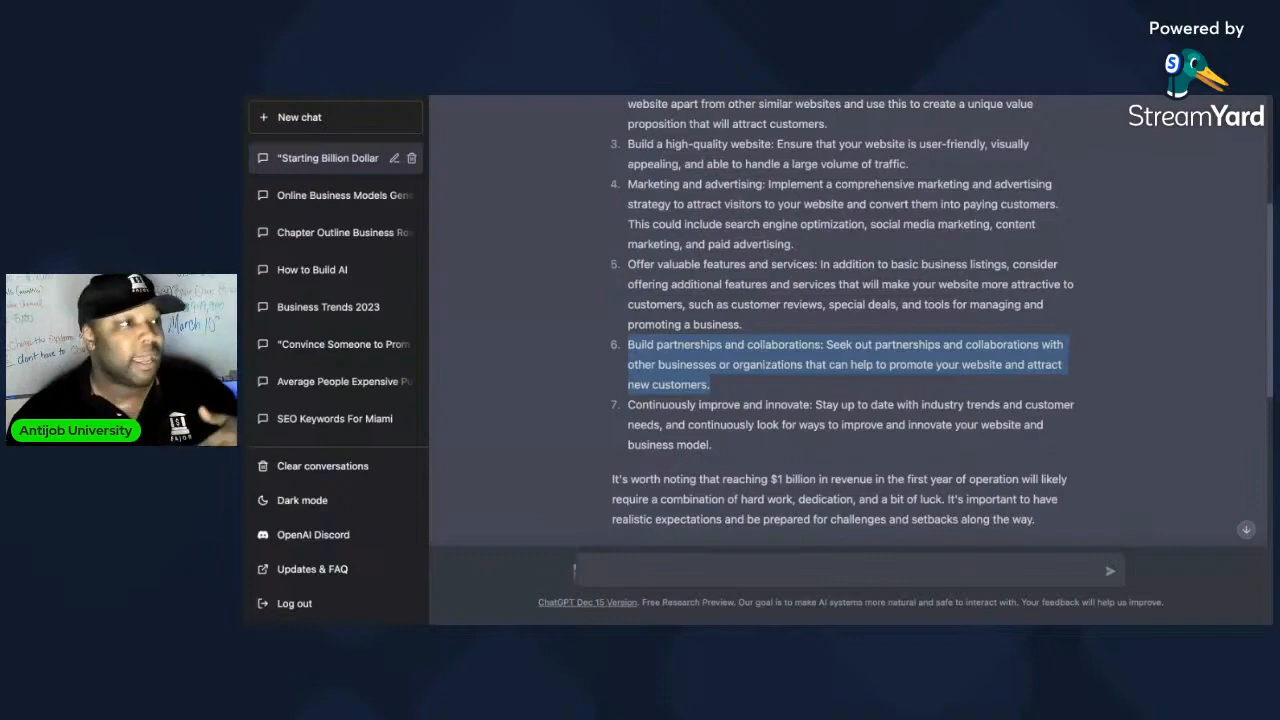 Powered by
StreamYard
New chat
"Starting Billion Dollar
Online Business Models Gene
Chapter Outline Business Ro
How to Build AI
Business Trends 2023
"Convince Someone to Prom
Average People Expensive Pu
SEO Keywords For Miami
Clear conversations
Dark mode
OpenAI Discord
Updates & FAQ
Log out
website apart from other similar websites and use this to create a unique value
proposition that will attract customers.
3. Build a high-quality website: Ensure that your website is user-friendly, visually
appealing, and able to handle a large volume of traffic.
4. Marketing and advertising: Implement a comprehensive marketing and advertising
strategy to attract visitors to your website and convert them into paying customers.
This could include search engine optimization, social media marketing, content
marketing, and paid advertising.
5. Offer valuable features and services: In addition to basic business listings, consider
offering additional features and services that will make your website more attractive to
customers, such as customer reviews, special deals, and tools for managing and
promoting a business.
6. Build partnerships and collaborations: Seek out partnerships and collaborations with
other businesses or organizations that can help to promote your website and attract
new customers.
7. Continuously improve and innovate: Stay up to date with industry trends and customer
needs, and continuously look for ways to improve and innovate your website and
business model.
It's worth noting that reaching $1 billion in revenue in the first year of operation will likely
require a combination of hard work, dedication, and a bit of luck. It's important to have
realistic expectations and be prepared for challenges and setbacks along the way.
ChatGPT Dec 15 Version. Free Research Preview. Our goal is to make AI systems more natural and safe to interact with. Your feedback will help us improve.
March 10th
Antijob University